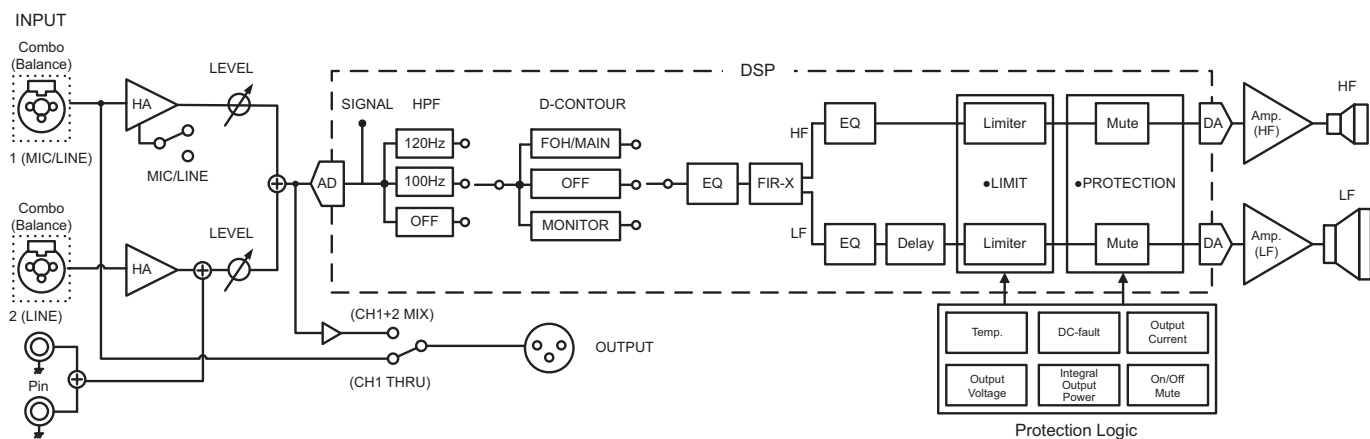 INPUT
Combo
(Balance)
HA
LEVEL
1 (MIC/LINE)
MIC/LINE
Combo
(Balance)
HA
LEVEL
2 (LINE)
Pin
(CH1+2 MIX)
(CH1 THRU)
OUTPUT
DSP
AD
SIGNAL
HPF
120Hz
100Hz
OFF
D-CONTOUR
FOH/MAIN
OFF
MONITOR
EQ
FIR-X
HF
EQ
Limiter
Mute
DA
Amp.
(HF)
HF
●LIMIT
●PROTECTION
LF
EQ
Delay
Limiter
Mute
DA
Amp.
(LF)
LF
Temp.
DC-fault
Output
Current
Output
Voltage
Integral
Output
Power
On/Off
Mute
Protection Logic